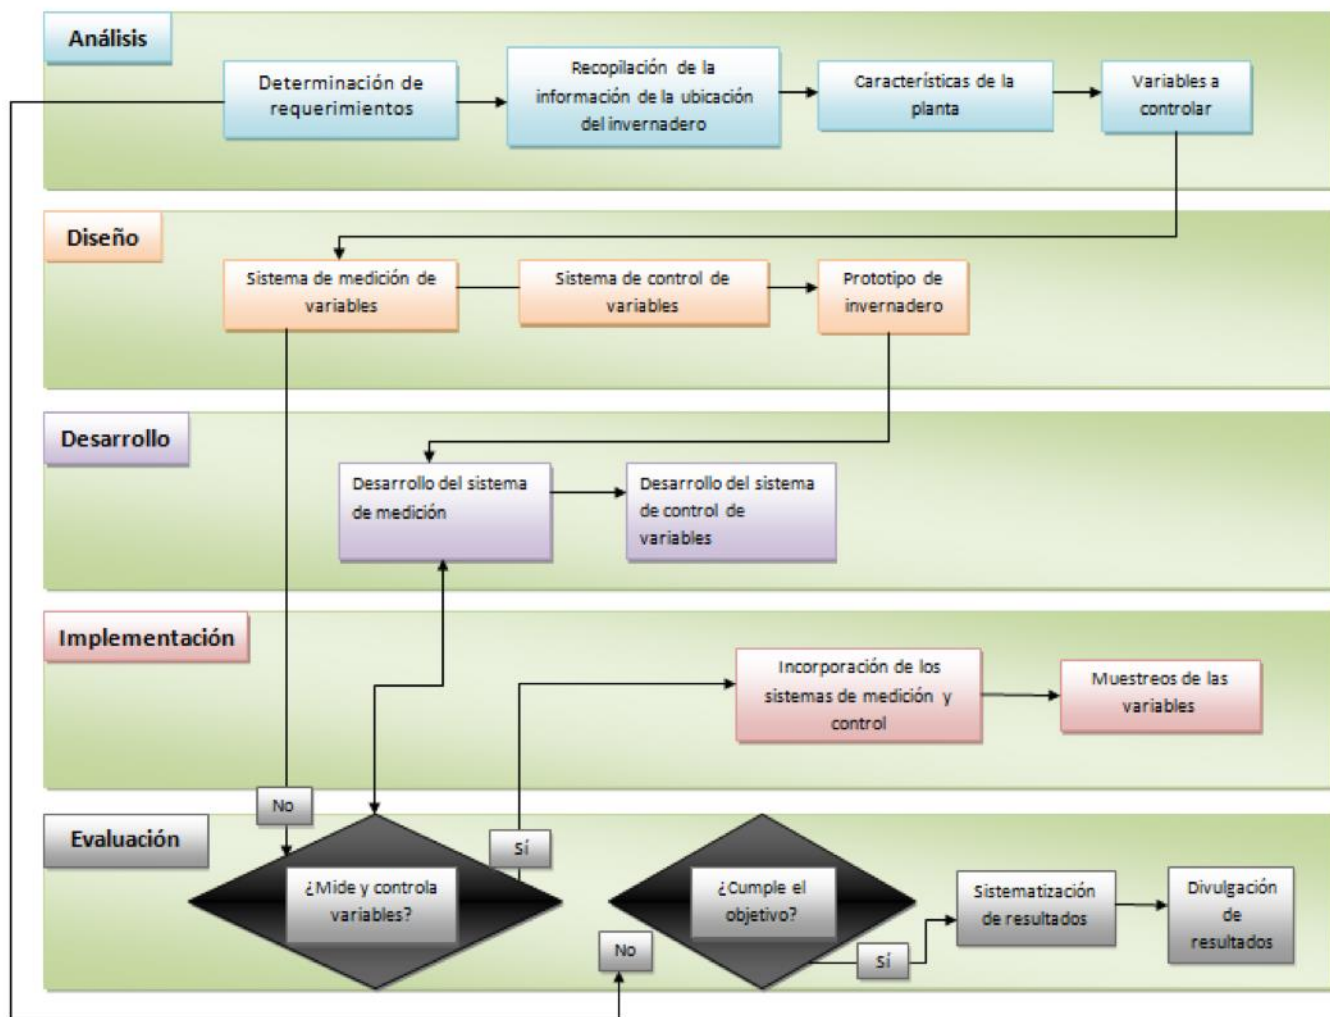 Análisis
Determinación de
requerimientos
Recopilación de la
información de la ubicación
del invernadero
Características de la
planta
Variables a
controlar
Diseño
Sistema de medición de
variables
Sistema de control de
variables
Prototipo de
invernadero
Desarrollo
Desarrollo del sistema
de medición
Desarrollo del sistema
de control de
variables
Implementación
Incorporación de los
sistemas de medición y
control
Muestreos de las
variables
No
Evaluación
Sí
¿Mide y controla
variables?
¿Cumple el
objetivo?
No
Sí
Sistematización
de resultados
Divulgación
de
resultados